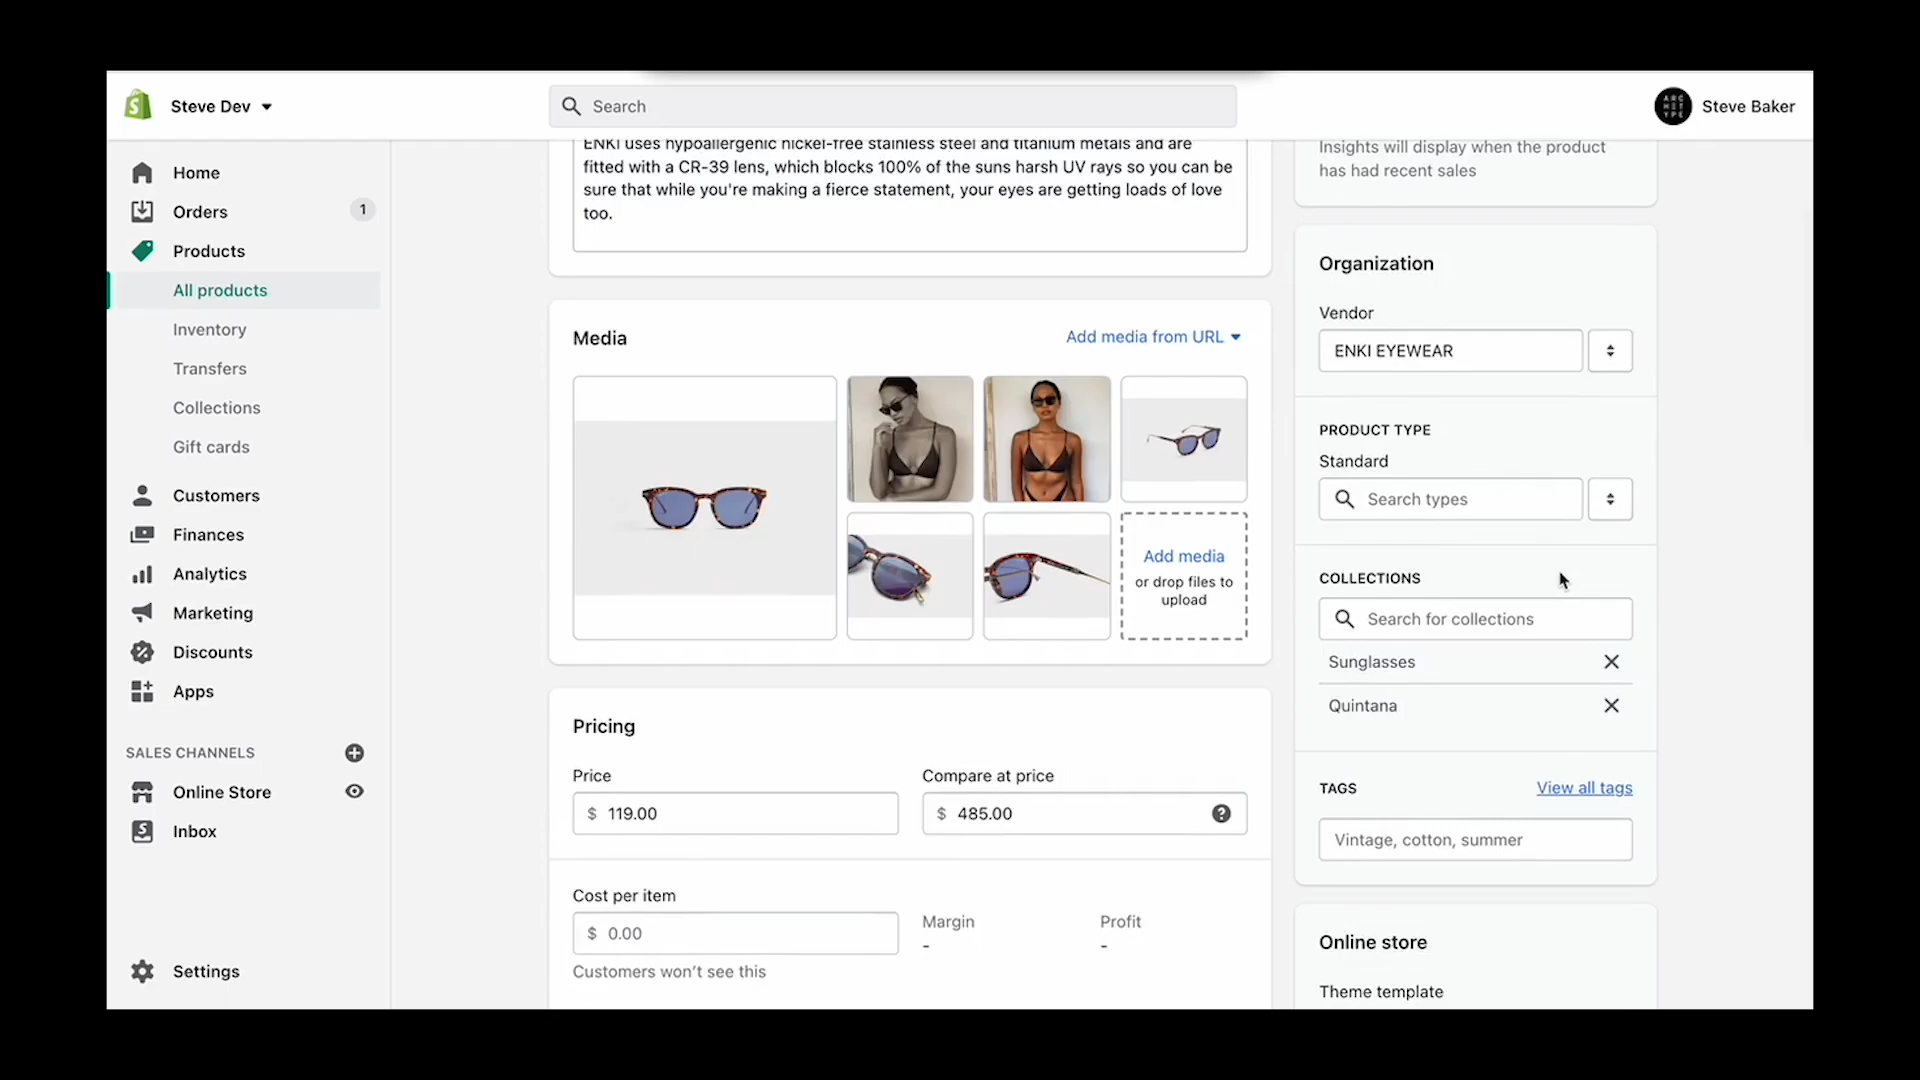 Steve Dev
Search
ARC
HET
YPE
Steve Baker
Home
Orders
1
Products
All products
Inventory
Transfers
Collections
Gift cards
Customers
Finances
Analytics
Marketing
Discounts
Apps
SALES CHANNELS
Online Store
Inbox
Settings
ENKI uses hypoallergenic nickel-free stainless steel and titanium metals and are
fitted with a CR-39 lens, which blocks 100% of the suns harsh UV rays so you can be
sure that while you're making a fierce statement, your eyes are getting loads of love
too.
Media
Add media from URL
Add media
or drop files to
upload
Pricing
Price
$ 119.00
Compare at price
$ 485.00
Cost per item
$ 0.00
Customers won't see this
Margin
-
Profit
-
Insights will display when the product
has had recent sales
Organization
Vendor
ENKI EYEWEAR
PRODUCT TYPE
Standard
Search types
COLLECTIONS
Search for collections
Sunglasses
Quintana
TAGS
View all tags
Vintage, cotton, summer
Online store
Theme template